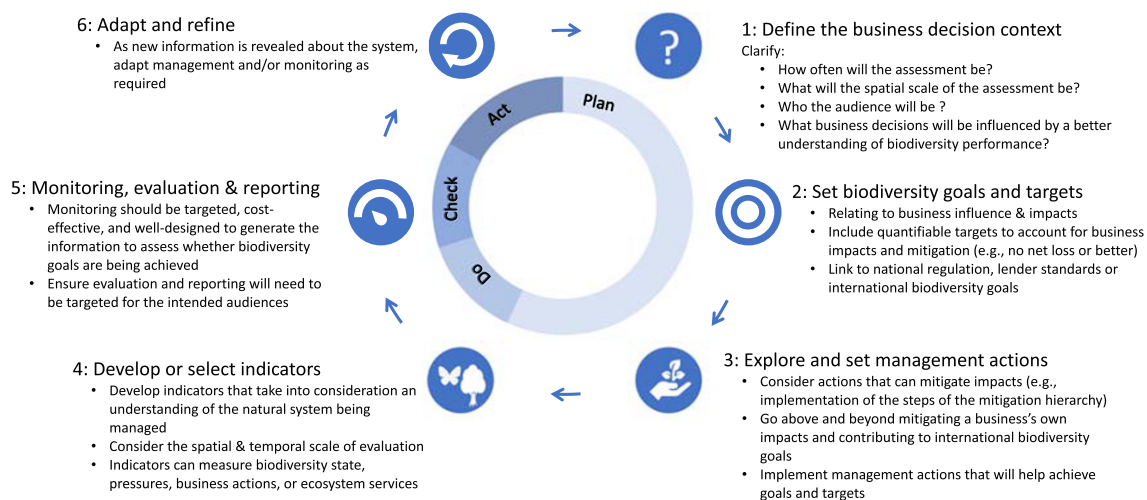 6: Adapt and refine
• As new information is revealed about the system,
adapt management and/or monitoring as
required
?
1: Define the business decision context
Clarify:
• How often will the assessment be?
• What will the spatial scale of the assessment be?
• Who the audience will be ?
• What business decisions will be influenced by a better
understanding of biodiversity performance?
Act
Plan
Check
Do
5: Monitoring, evaluation & reporting
• Monitoring should be targeted, cost-
effective, and well-designed to generate the
information to assess whether biodiversity
goals are being achieved
• Ensure evaluation and reporting will need to
be targeted for the intended audiences
2: Set biodiversity goals and targets
• Relating to business influence & impacts
• Include quantifiable targets to account for business
impacts and mitigation (e.g., no net loss or better)
• Link to national regulation, lender standards or
international biodiversity goals
4: Develop or select indicators
• Develop indicators that take into consideration an
understanding of the natural system being
managed
• Consider the spatial & temporal scale of evaluation
• Indicators can measure biodiversity state,
pressures, business actions, or ecosystem services
3: Explore and set management actions
• Consider actions that can mitigate impacts (e.g.,
implementation of the steps of the mitigation hierarchy)
• Go above and beyond mitigating a business’s own
impacts and contributing to international biodiversity
goals
• Implement management actions that will help achieve
goals and targets